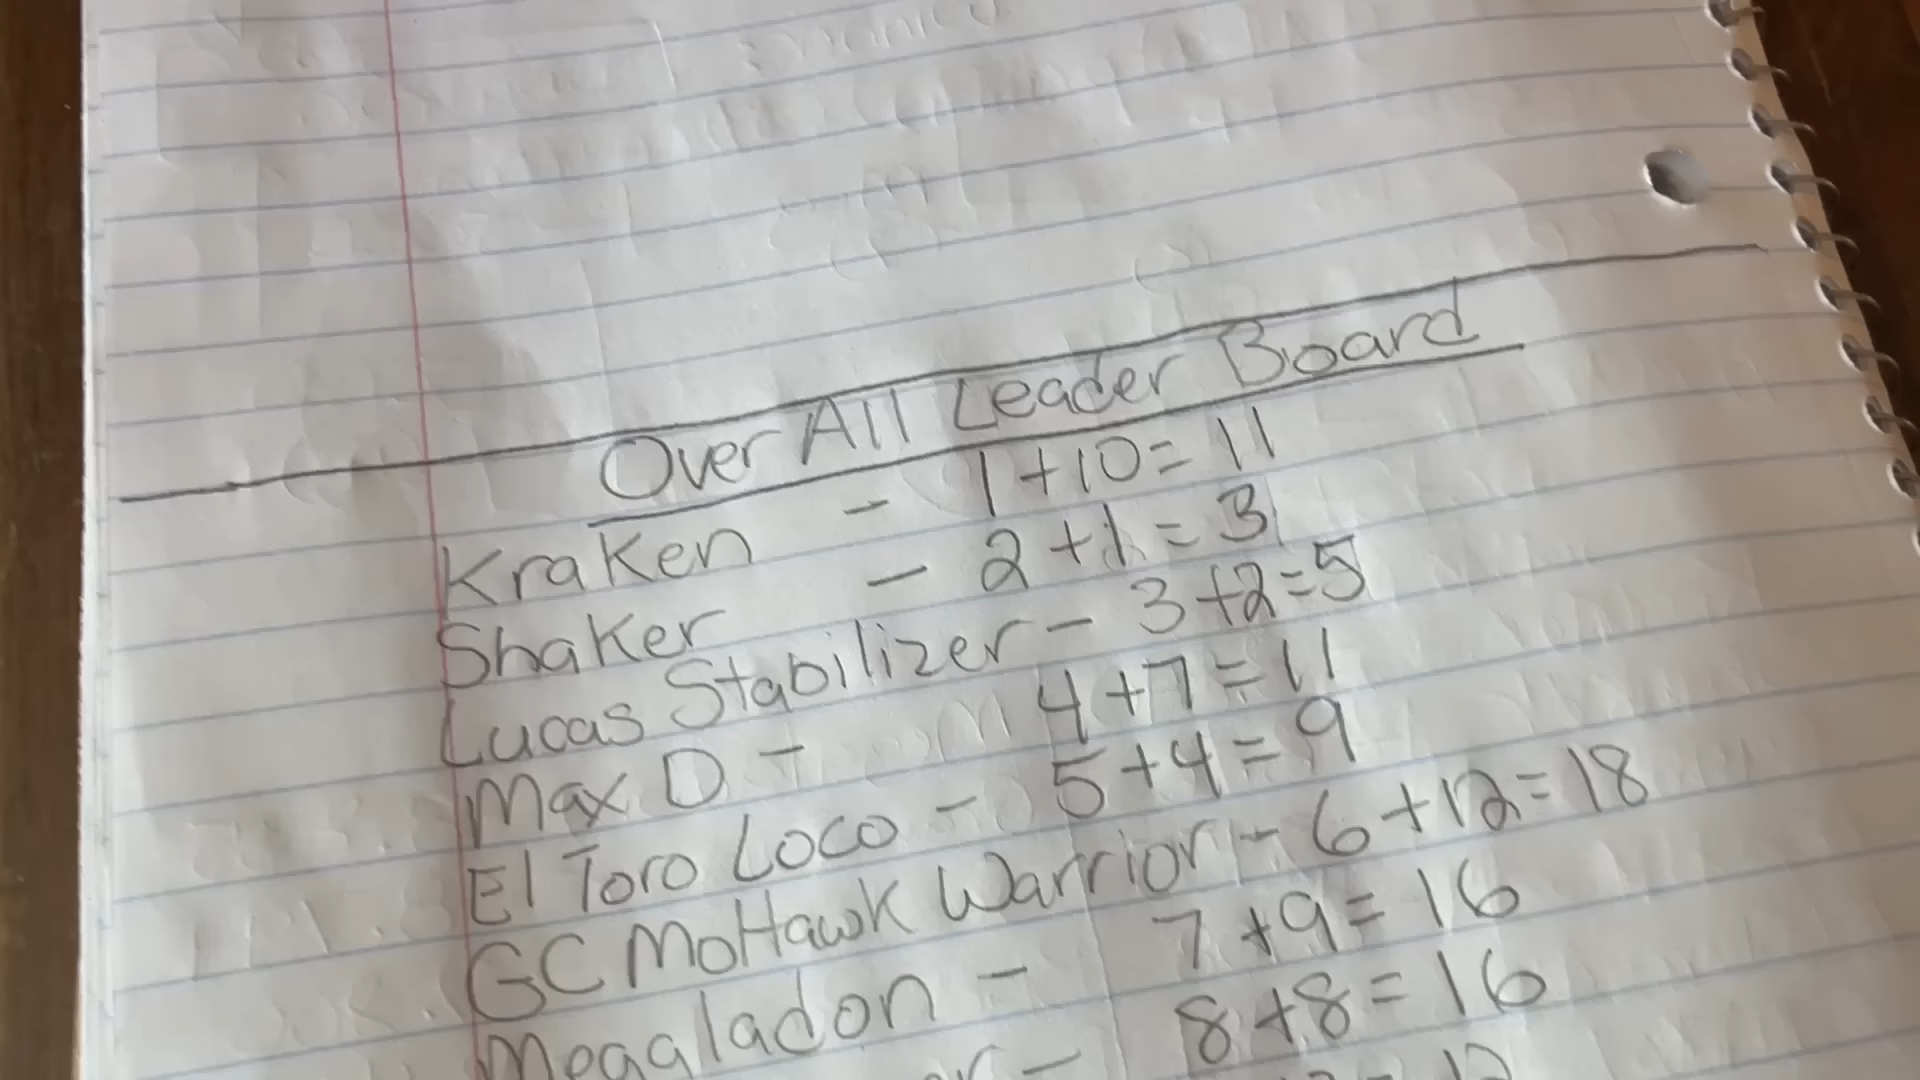 Over All Leader Board
Kraken - 1+10=11
Shaker - 2+1=3
Lucas Stabilizer - 3+2=5
Max D - 4+7=11
El Toro Loco - 5+4=9
GC MoHawk Warrior - 6+12=18
Megaladon - 7+9=16
- 8+8=16